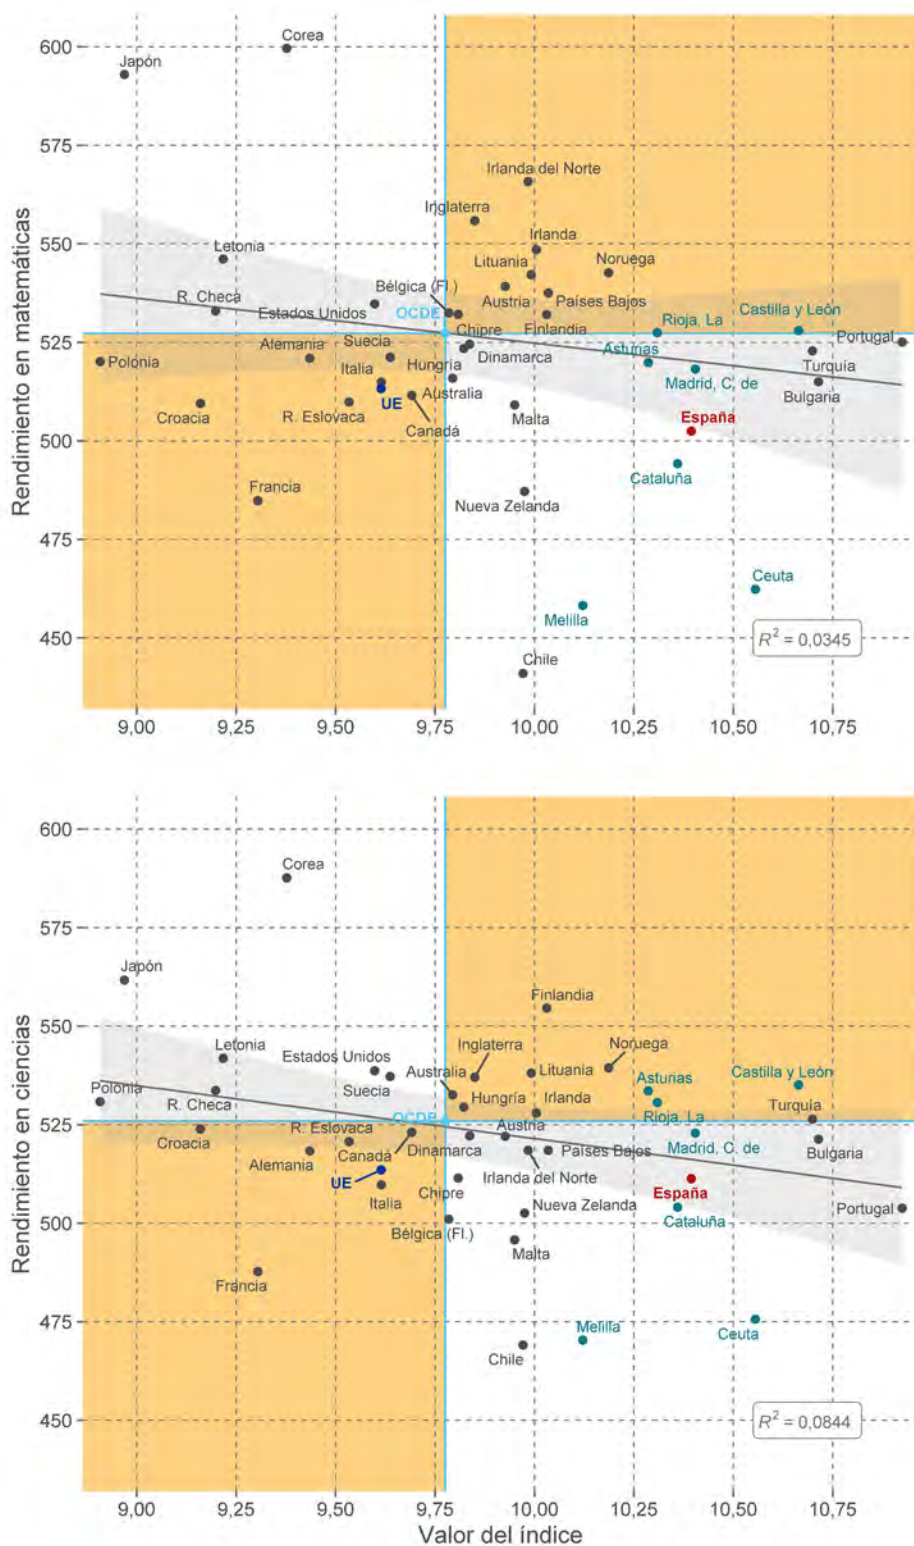 Rendimiento en matemáticas
600
575
550
525
500
475
450
Corea
Japón
Irlanda del Norte
Inglaterra
Irlanda
Letonia
Lituania
Noruega
Bélgica (Fl.)
R. Checa
Austria
Países Bajos
Estados Unidos
OCDE
Castilla y León
Chipre
Finlandia
Rioja, La
Portugal
Alemania
Suecia
Asturias
Polonia
Italia
Hungría
Dinamarca
Turquía
Madrid, C. de
Bulgaria
Australia
UE
Croacia
R. Eslovaca
Canadá
Malta
España
Cataluña
Francia
Nueva Zelanda
Ceuta
Melilla
R² = 0,0345
Chile
9,00 9,25 9,50 9,75 10,00 10,25 10,50 10,75
Rendimiento en ciencias
600
575
550
525
500
475
450
Corea
Japón
Finlandia
Letonia
Estados Unidos
Inglaterra
Noruega
Australia
Lituania
Asturias
Castilla y León
Polonia
Suecia
Hungría
Irlanda
R. Checa
OCDE
Rioja, La
Turquía
Croacia
R. Eslovaca
Austria
Dinamarca
Países Bajos
Madrid, C. de
Bulgaria
Canadá
Alemania
UE
Irlanda del Norte
Chipre
España
Italia
Nueva Zelanda
Portugal
Cataluña
Bélgica (Fl.)
Malta
Francia
Melilla
Ceuta
Chile
R² = 0,0844
9,00 9,25 9,50 9,75 10,00 10,25 10,50 10,75
Valor del índice